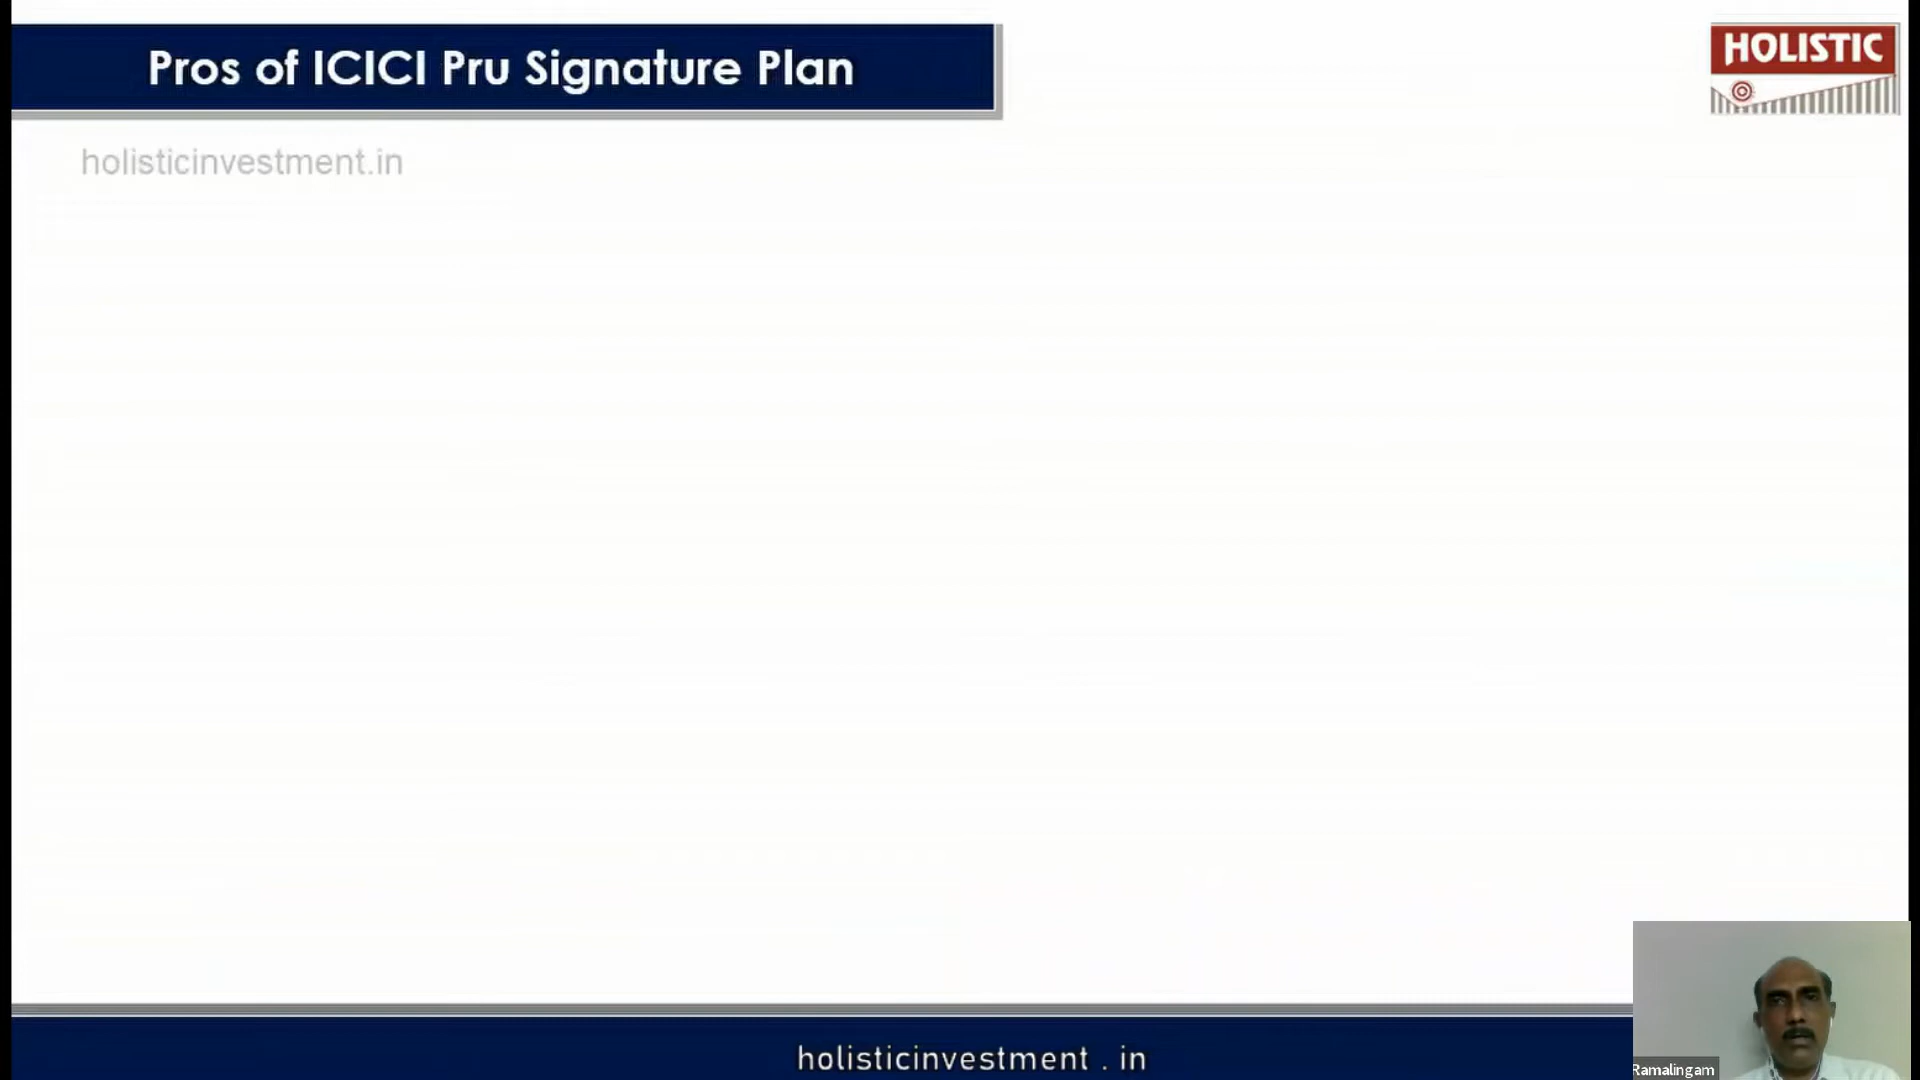 Pros of ICICI Pru Signature Plan
HOLISTIC
holisticinvestment.in
holisticinvestment . in
Ramalingam